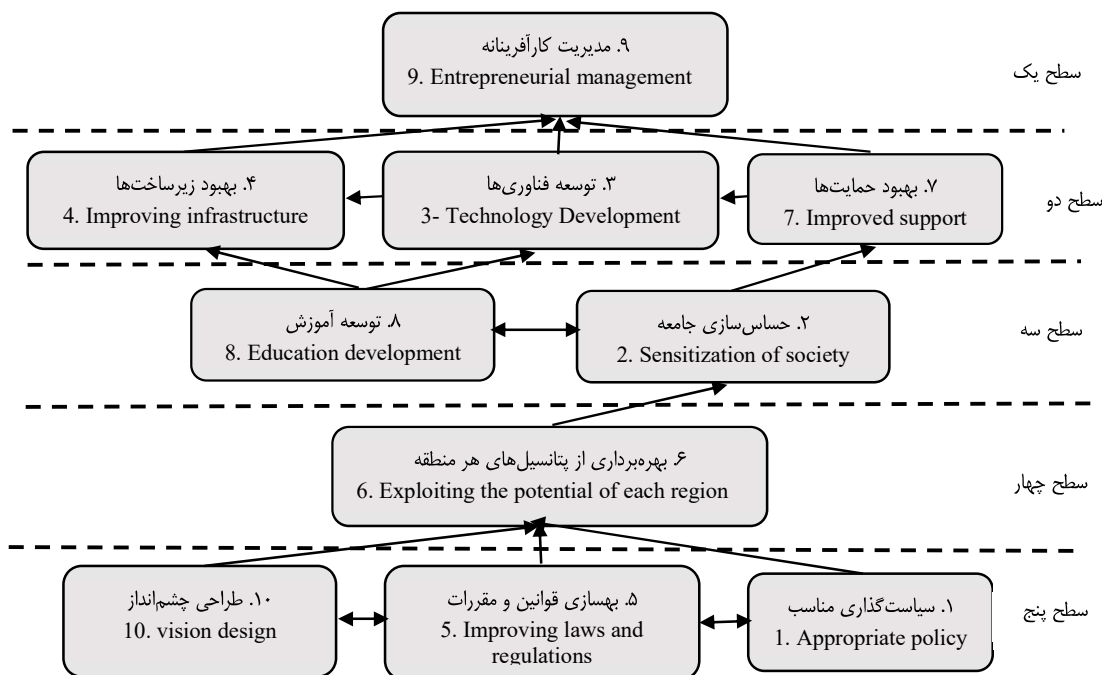 ۹. مدیریت کارآفرینانه
9. Entrepreneurial management
سطح یک
۷. بهبود حمایت‌ها
7. Improved support
۳. توسعه فناوری‌ها
3- Technology Development
۴. بهبود زیرساخت‌ها
4. Improving infrastructure
سطح دو
۲. حساس‌سازی جامعه
2. Sensitization of society
۸. توسعه آموزش
8. Education development
سطح سه
۶. بهره‌برداری از پتانسیل‌های هر منطقه
6. Exploiting the potential of each region
سطح چهار
۱. سیاست‌گذاری مناسب
1. Appropriate policy
۵. بهسازی قوانین و مقررات
5. Improving laws and
regulations
۱۰. طراحی چشم‌انداز
10. vision design
سطح پنج